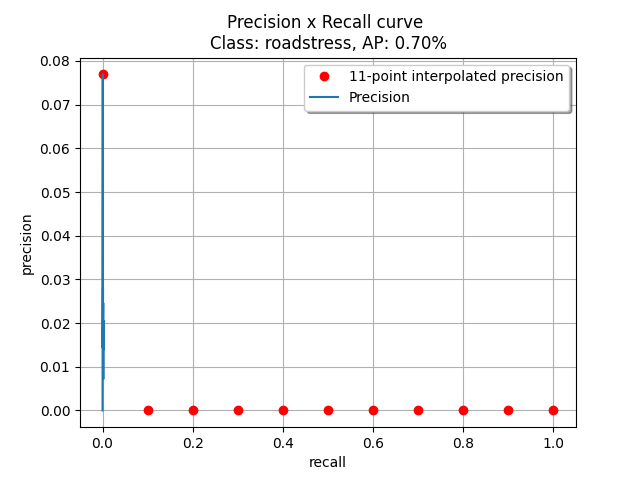 Precision x Recall curve
Class: roadstress, AP: 0.70%
11-point interpolated precision
Precision
0.08
0.07
0.06
0.05
0.04
0.03
0.02
0.01
0.00
precision
0.0 0.2 0.4 0.6 0.8 1.0
recall